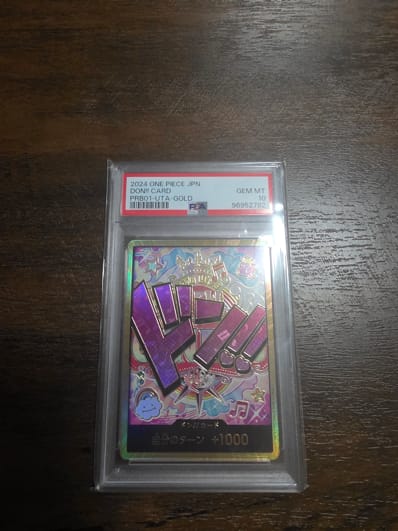 2024 ONE PIECE JPN
DON!! CARD GEM MT
PRB01-UTA-GOLD 10
PSA 96952782
ドン!!
ドン!!カード
自分のターン +1000